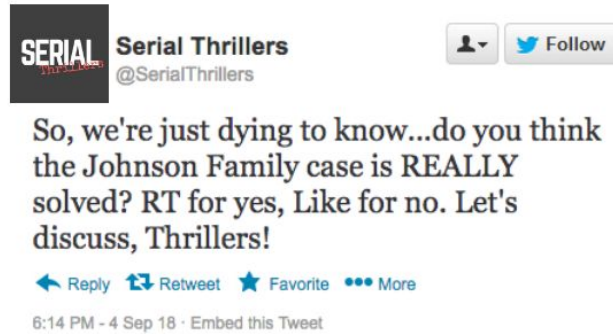 SERIAL
Thrillers
Serial Thrillers
@SerialThrillers
Follow
So, we're just dying to know...do you think
the Johnson Family case is REALLY
solved? RT for yes, Like for no. Let's
discuss, Thrillers!
Reply Retweet Favorite More
6:14 PM - 4 Sep 18 · Embed this Tweet